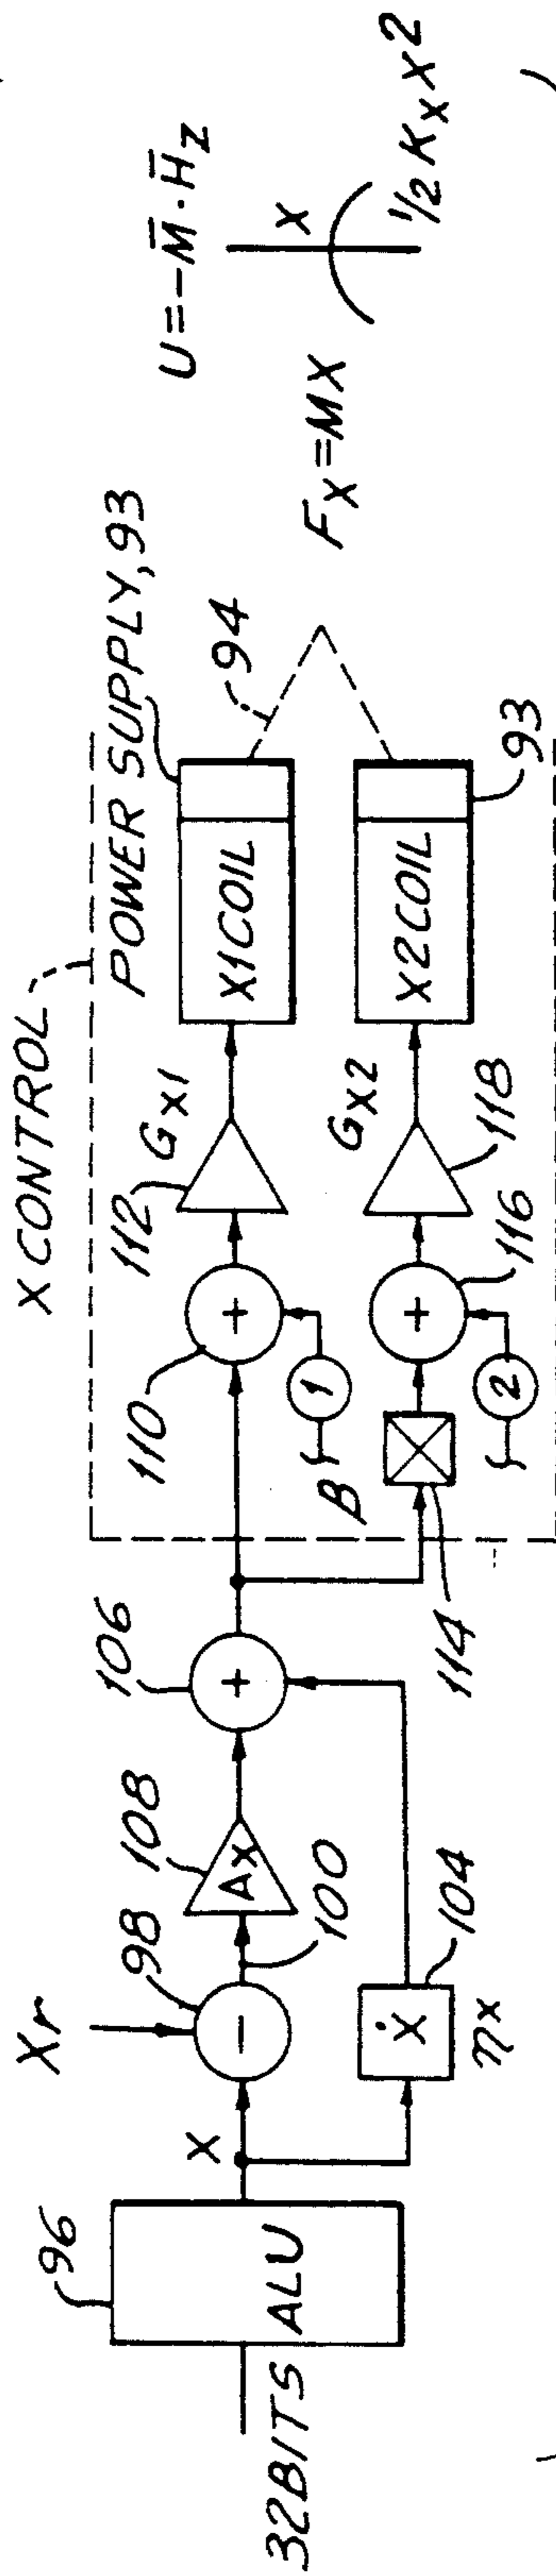 32BITS
96
ALU
X
Xr
98
100
108
Ax
Ẋ
104
ηx
106
+
−
X CONTROL
110
+
112
GX1
X1COIL
POWER SUPPLY, 93
94
B
1
114
2
+
116
GX2
118
X2COIL
93
U=-M̄·H̄z
FX=MX
X
1/2 KXX2